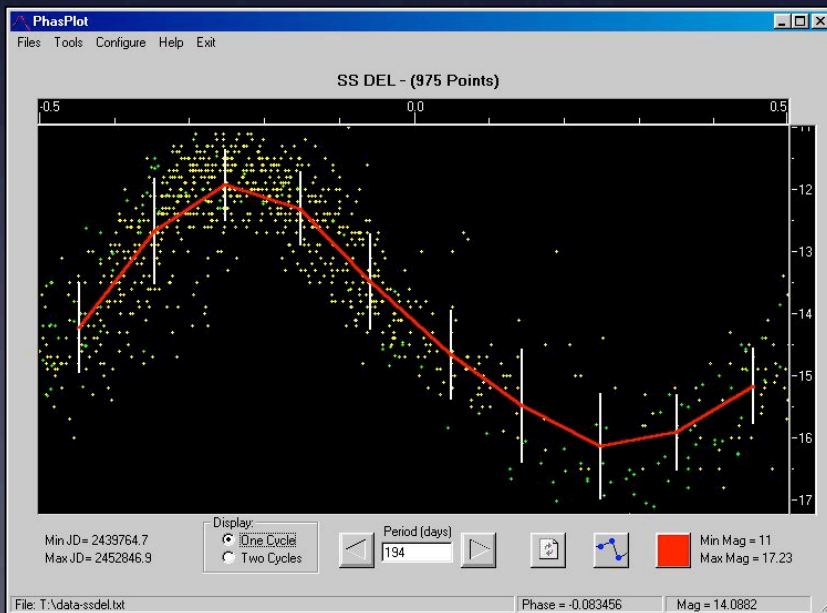 PhasPlot
Files Tools Configure Help Exit
SS DEL - (975 Points)
-0.5 0.0 0.5
11
-12
-13
-14
-15
-16
-17
Min JD= 2439764.7
Max JD= 2452846.9
Display:
One Cycle
Two Cycles
Period (days)
194
Min Mag = 11
Max Mag = 17.23
File: T:\data-ssdel.txt
Phase = -0.083456
Mag = 14.0882